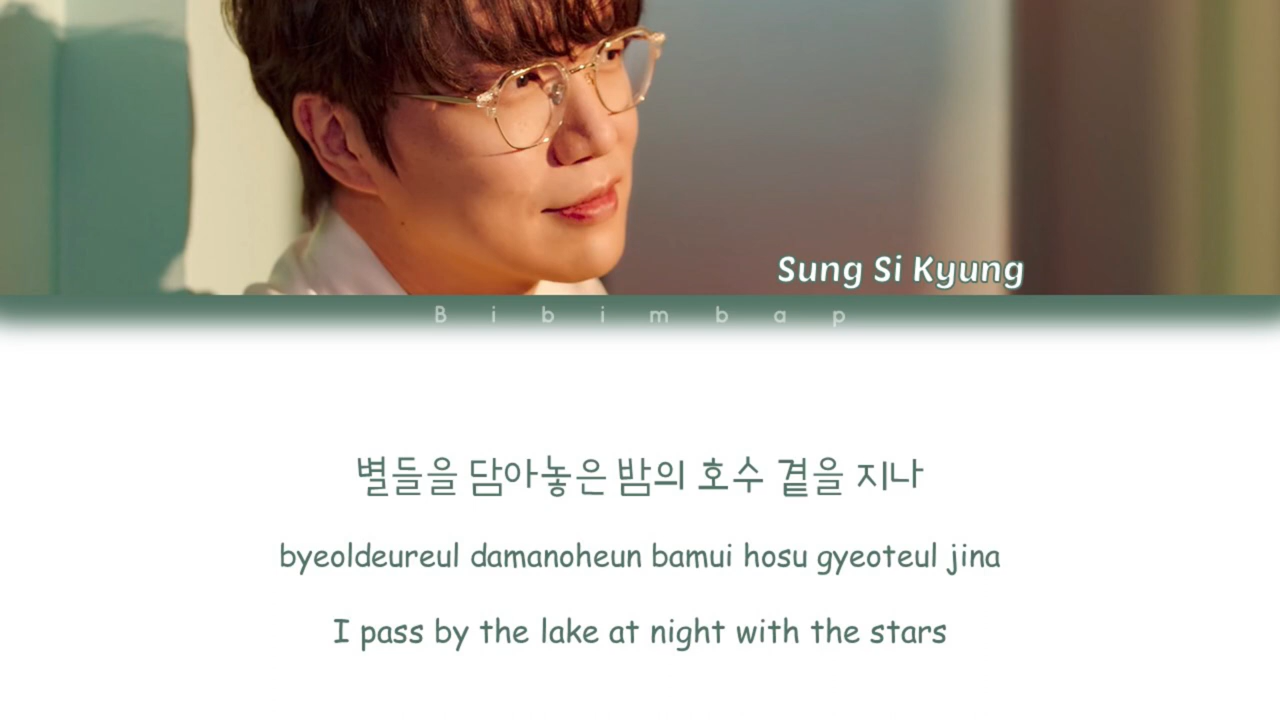 Sung Si Kyung
Bibimbap
별들을 담아놓은 밤의 호수 곁을 지나
byeoldeureul damanoheun bamui hosu gyeoteul jina
I pass by the lake at night with the stars